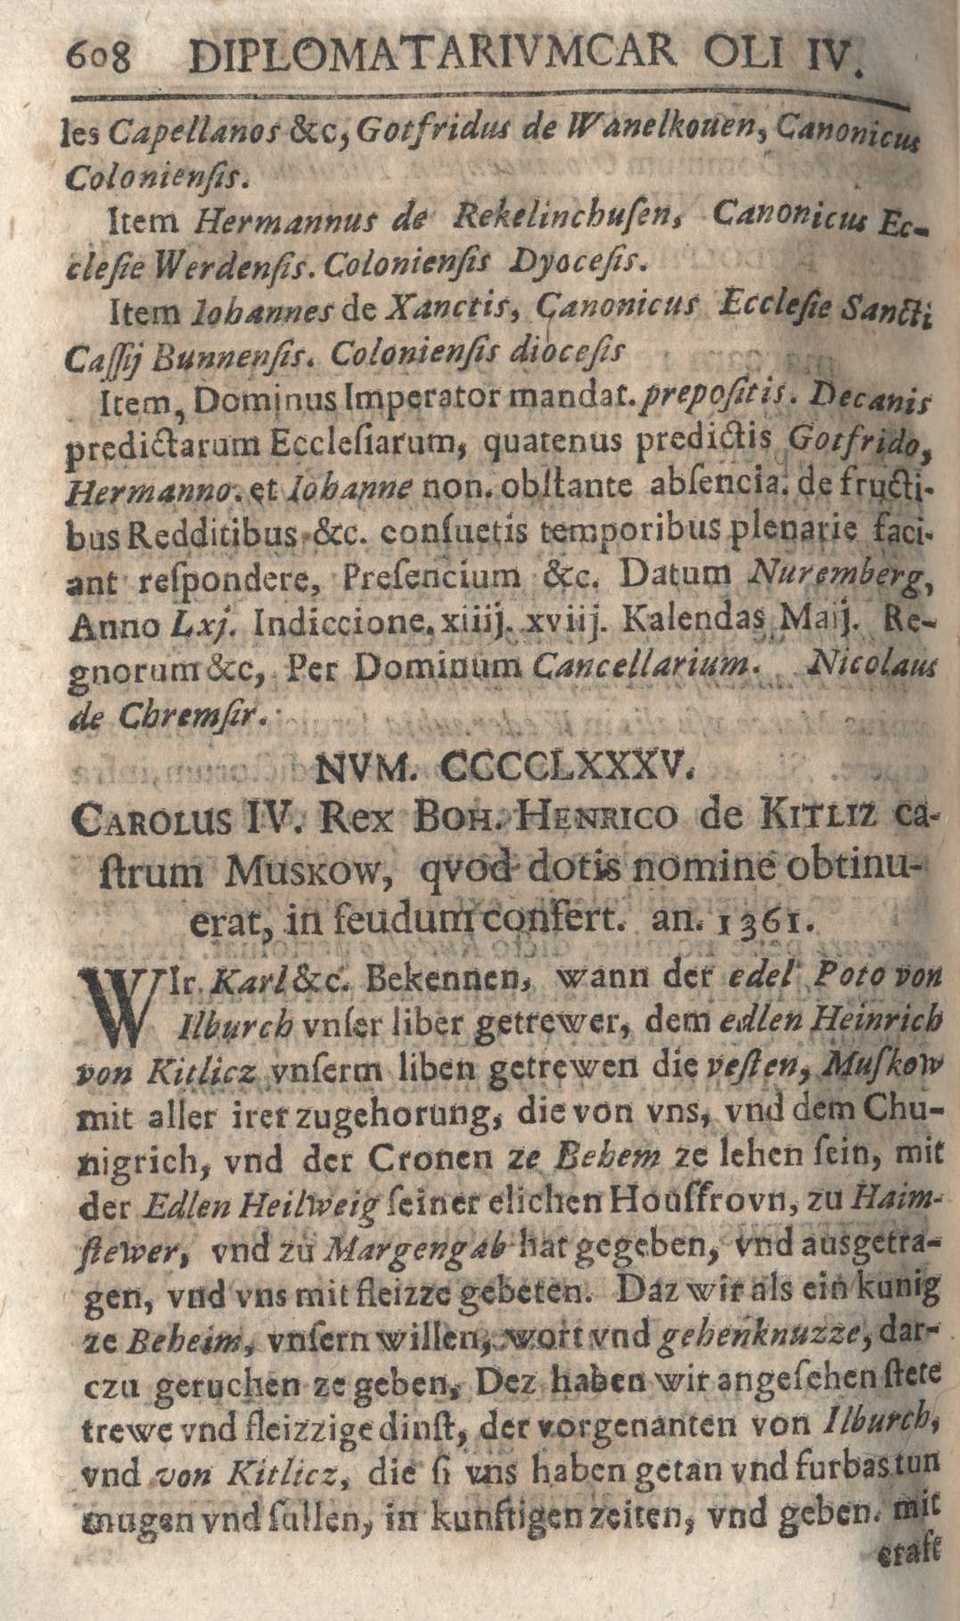 608 DIPLOMATARIVMCAR OLI IV.
les Capellanos &c, Gotfridus de Wanelkouen, Canonicus
Coloniensis.
Item Hermannus de Rekelinchusen, Canonicus Ec-
clesie Werdensis. Coloniensis Dyocesis.
Item Iohannes de Xanctis, Canonicus Ecclesie Sancti
Cassij Bunnensis. Coloniensis diocesis
Item, Dominus Imperator mandat. prepositis. Decanis
predictarum Ecclesiarum, quatenus predictis Gotfrido,
Hermanno. et Iohanne non. obstante absencia. de fructi-
bus Redditibus &c. consuetis temporibus plenarie faci-
ant respondere, Presencium &c. Datum Nuremberg,
Anno Lxj. Indiccione. xiiij. xviij. Kalendas Maij. Re-
gnorum &c, Per Dominum Cancellarium. Nicolaus
de Chremsir.
NVM. CCCCLXXXV.
CAROLUS IV. REX BOH. HENRICO de KITLIZ ca-
strum MUSKOW, qvod dotis nomine obtinu-
erat, in feudum confert. an. 1361.
WIr Karl &c. Bekennen, wann der edel Poto von
Ilburch vnser liber getrewer, dem edlen Heinrich
von Kitlicz vnserm liben getrewen die vesten, Muskow
mit aller irer zugehorung, die von vns, vnd dem Chu-
nigrich, vnd der Cronen ze Behem ze lehen sein, mit
der Edlen Heilweig seiner elichen Housfrovn, zu Haim-
stewer, vnd zu Margengab hat gegeben, vnd ausgetra-
gen, vnd vns mit fleizze gebeten. Daz wir als ein kunig
ze Beheim, vnsern willen, wort vnd gehenknuzze, dar-
czu geruchen ze geben, Dez haben wir angesehen stete
trewe vnd fleizzige dinst, der vorgenanten von Ilburch,
vnd von Kitlicz, die si vns haben getan vnd furbas tun
mugen vnd sullen, in kunftigen zeiten, vnd geben. mit
craft